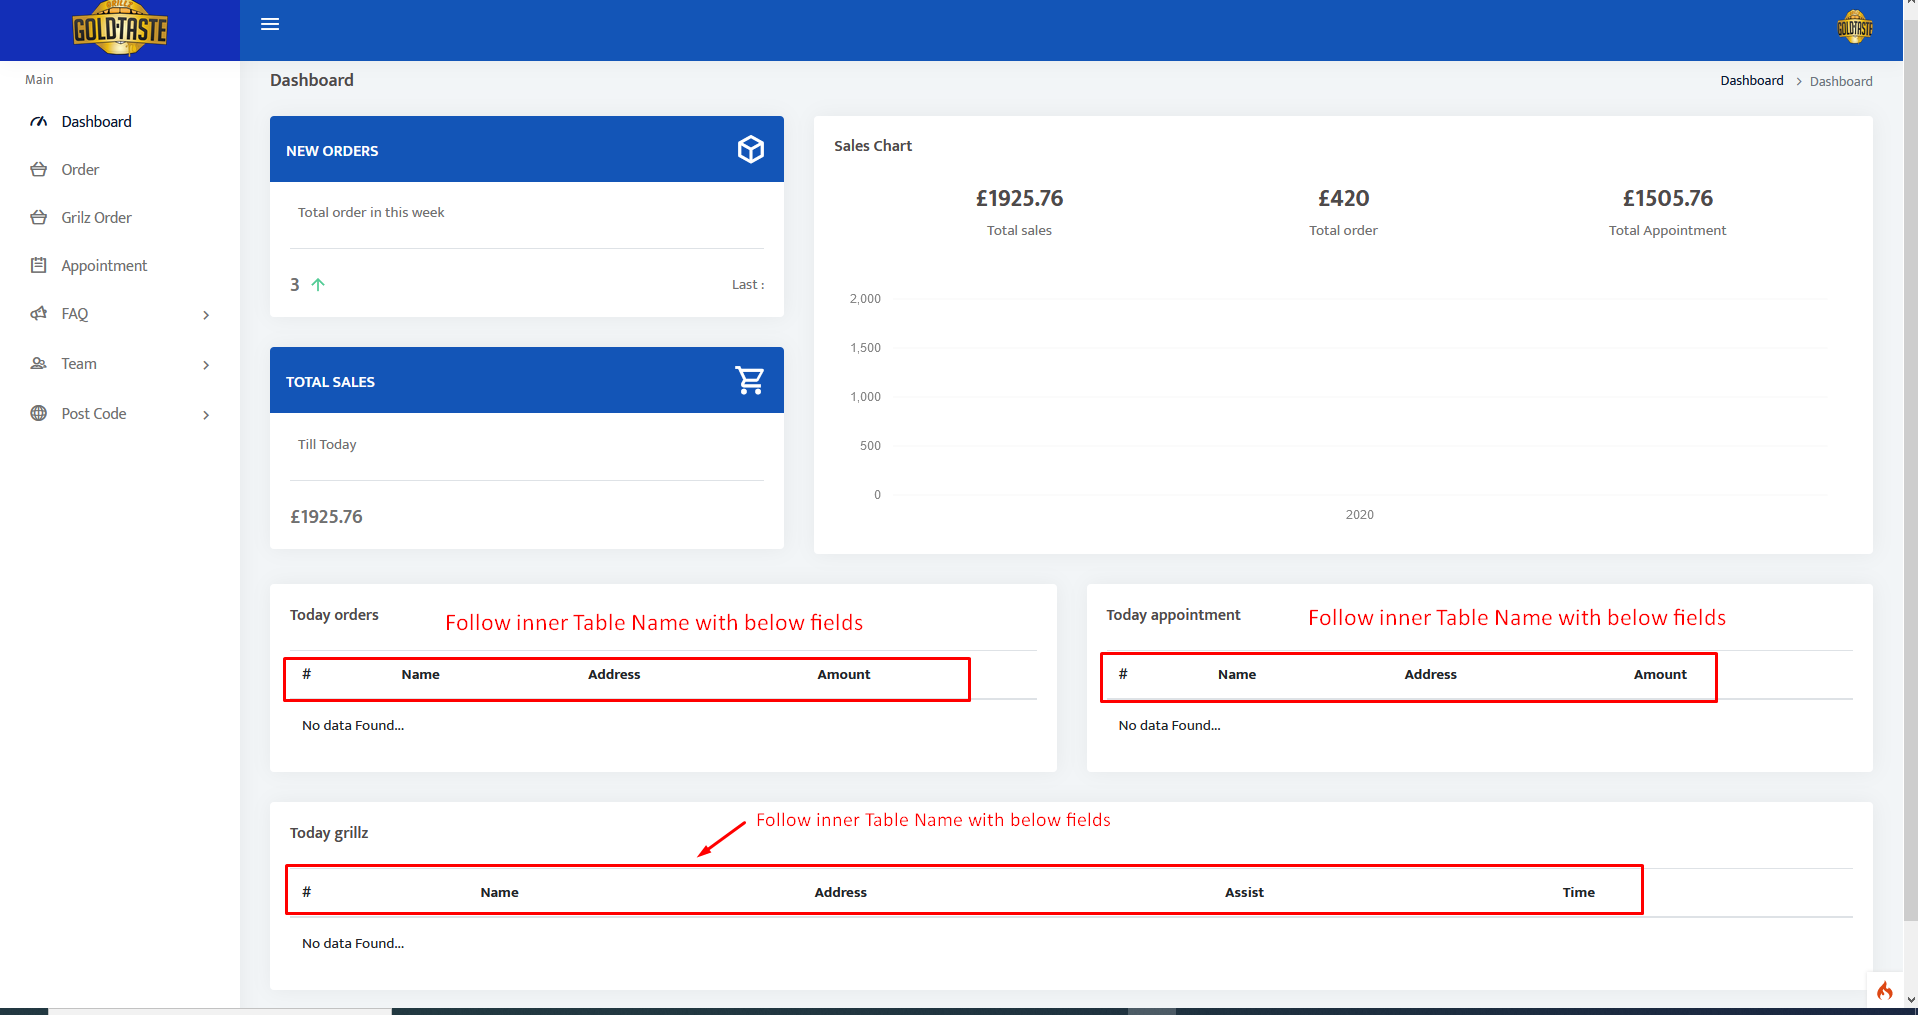 GOLD TASTE
GOLD TASTE
Main
Dashboard
Order
Grilz Order
Appointment
FAQ
Team
Post Code
Dashboard
Dashboard > Dashboard
NEW ORDERS
Total order in this week
3
Last :
TOTAL SALES
Till Today
£1925.76
Sales Chart
£1925.76 £420 £1505.76
Total sales Total order Total Appointment
2,000
1,500
1,000
500
0
2020
Today orders
Follow inner Table Name with below fields
# Name Address Amount
No data Found...
Today appointment
Follow inner Table Name with below fields
# Name Address Amount
No data Found...
Today grillz
Follow inner Table Name with below fields
# Name Address Assist Time
No data Found...